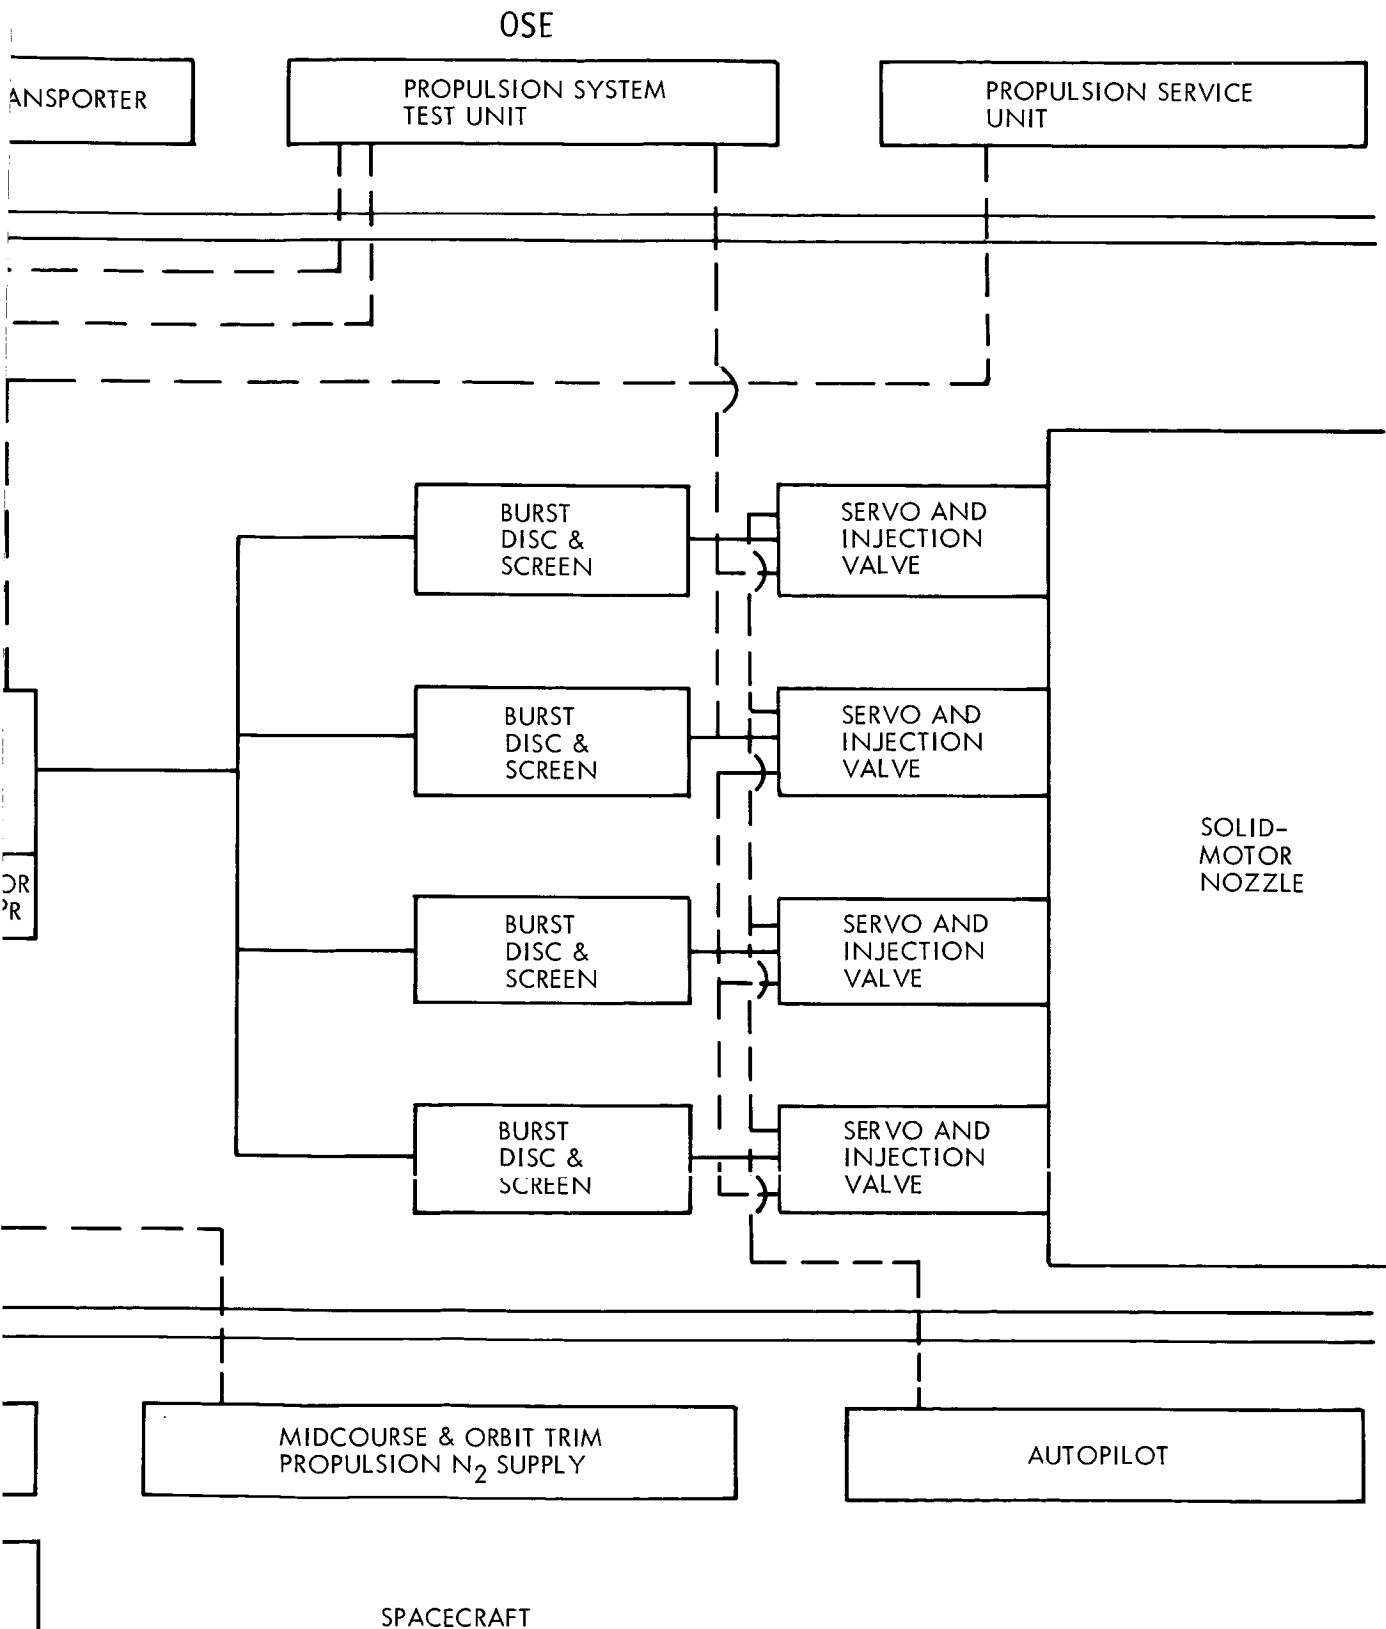 OSE
ANSPORTER
PROPULSION SYSTEM
TEST UNIT
PROPULSION SERVICE
UNIT
BURST
DISC &
SCREEN
SERVO AND
INJECTION
VALVE
BURST
DISC &
SCREEN
SERVO AND
INJECTION
VALVE
SOLID-
MOTOR
NOZZLE
OR
PR
BURST
DISC &
SCREEN
SERVO AND
INJECTION
VALVE
BURST
DISC &
SCREEN
SERVO AND
INJECTION
VALVE
MIDCOURSE & ORBIT TRIM
PROPULSION N2 SUPPLY
AUTOPILOT
SPACECRAFT